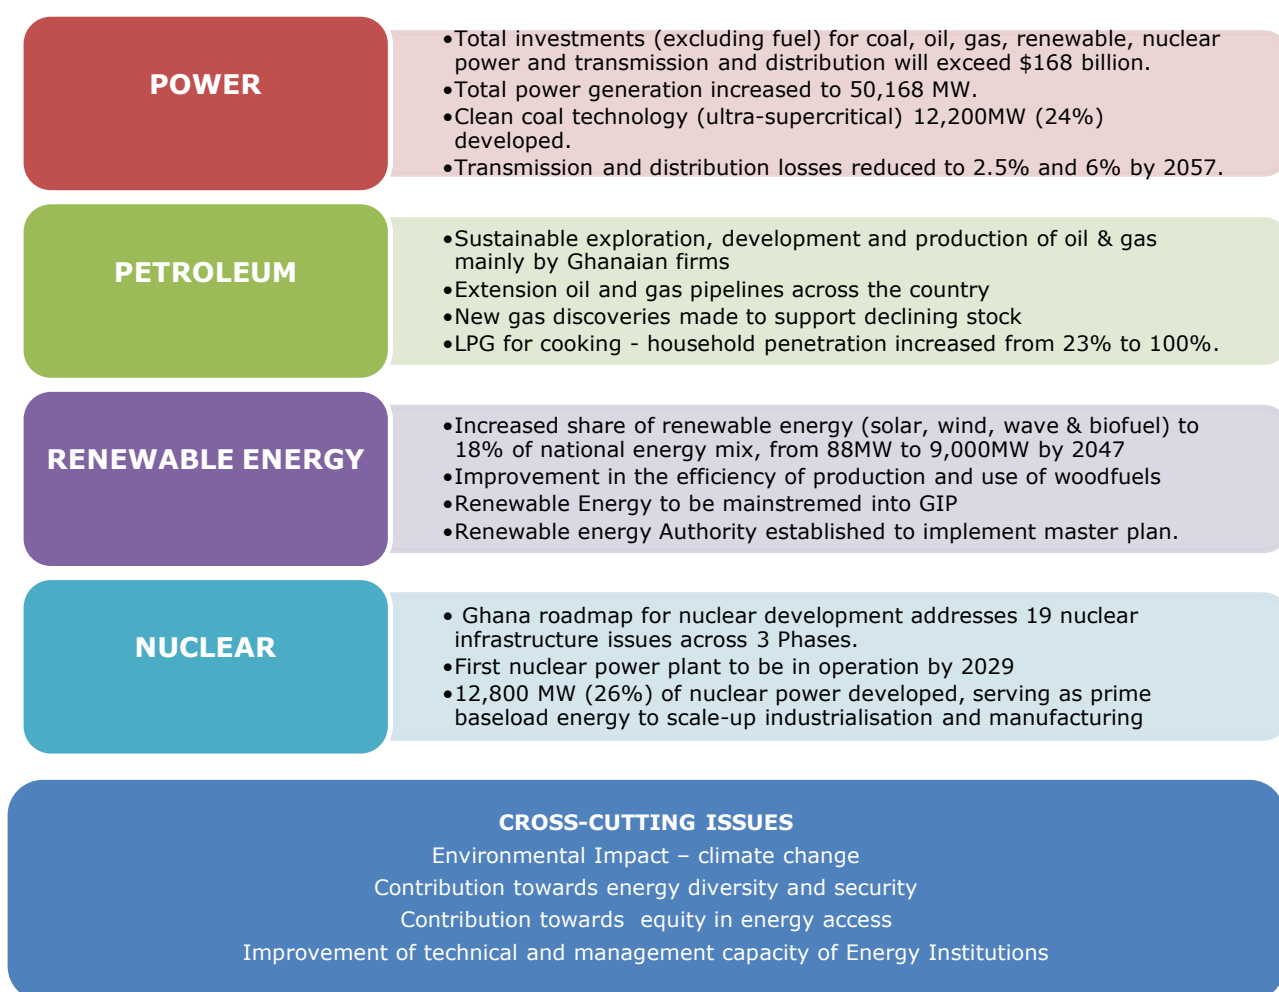 POWER
•Total investments (excluding fuel) for coal, oil, gas, renewable, nuclear
power and transmission and distribution will exceed $168 billion.
•Total power generation increased to 50,168 MW.
•Clean coal technology (ultra-supercritical) 12,200MW (24%)
developed.
•Transmission and distribution losses reduced to 2.5% and 6% by 2057.
PETROLEUM
•Sustainable exploration, development and production of oil & gas
mainly by Ghanaian firms
•Extension oil and gas pipelines across the country
•New gas discoveries made to support declining stock
•LPG for cooking - household penetration increased from 23% to 100%.
RENEWABLE ENERGY
•Increased share of renewable energy (solar, wind, wave & biofuel) to
18% of national energy mix, from 88MW to 9,000MW by 2047
•Improvement in the efficiency of production and use of woodfuels
•Renewable Energy to be mainstremed into GIP
•Renewable energy Authority established to implement master plan.
NUCLEAR
• Ghana roadmap for nuclear development addresses 19 nuclear
infrastructure issues across 3 Phases.
•First nuclear power plant to be in operation by 2029
•12,800 MW (26%) of nuclear power developed, serving as prime
baseload energy to scale-up industrialisation and manufacturing
CROSS-CUTTING ISSUES
Environmental Impact – climate change
Contribution towards energy diversity and security
Contribution towards  equity in energy access
Improvement of technical and management capacity of Energy Institutions